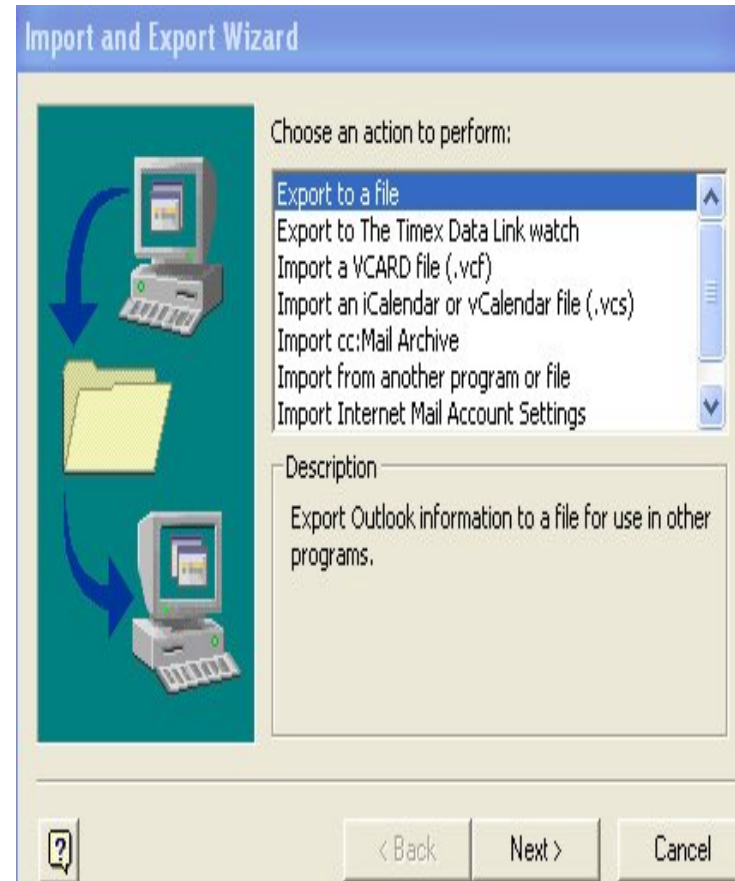 Import and Export Wizard
Choose an action to perform:
Export to a file
Export to The Timex Data Link watch
Import a VCARD file (.vcf)
Import an iCalendar or vCalendar file (.vcs)
Import cc:Mail Archive
Import from another program or file
Import Internet Mail Account Settings
Description
Export Outlook information to a file for use in other
programs.
?
< Back
Next >
Cancel